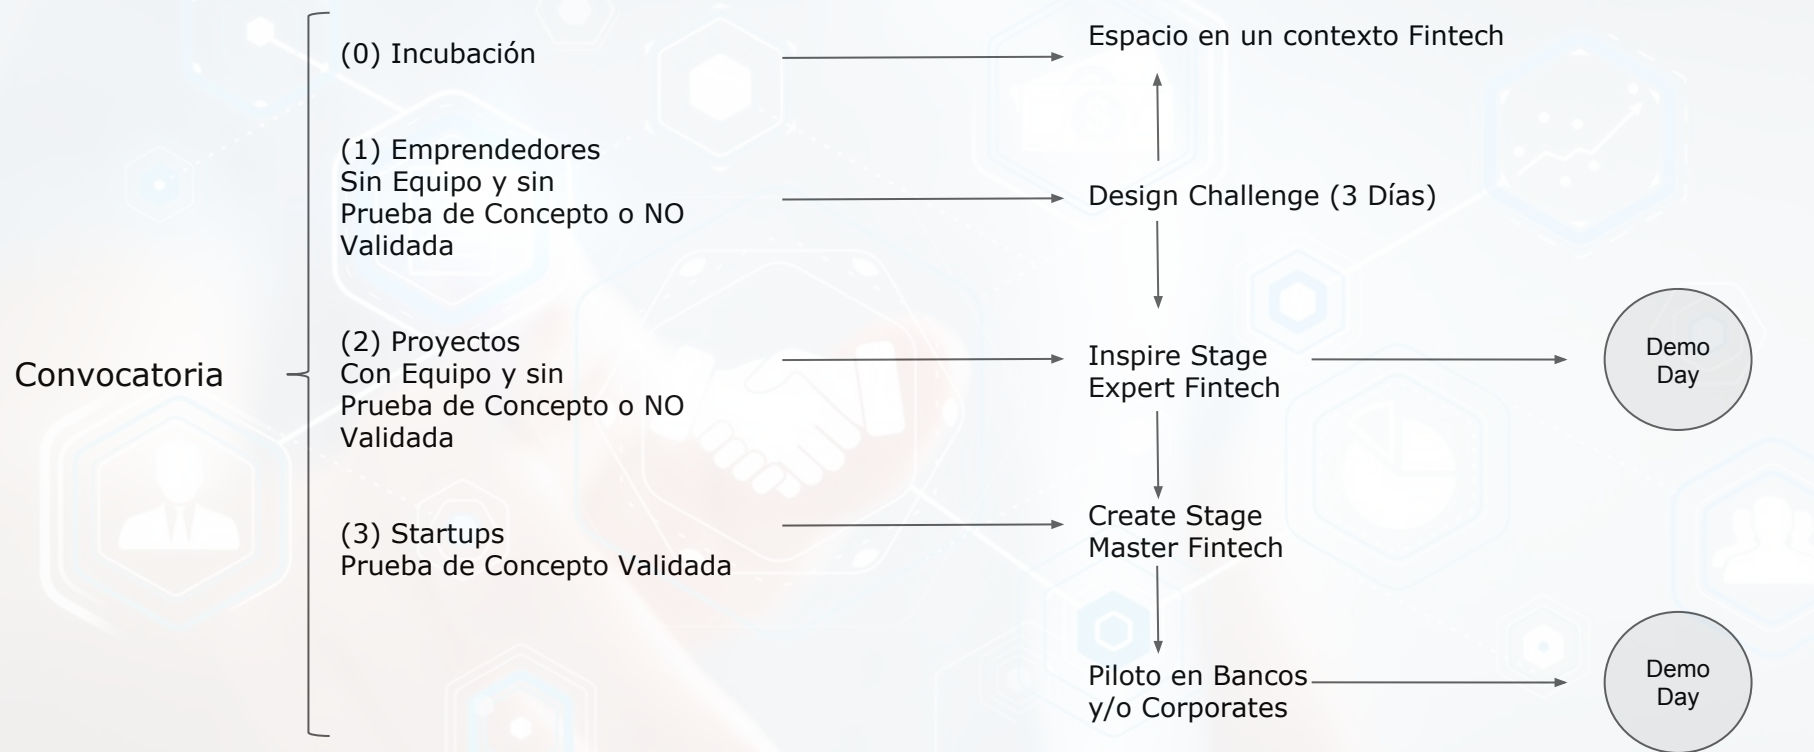 Convocatoria
(0) Incubación
(1) Emprendedores
Sin Equipo y sin
Prueba de Concepto o NO
Validada
(2) Proyectos
Con Equipo y sin
Prueba de Concepto o NO
Validada
(3) Startups
Prueba de Concepto Validada
Espacio en un contexto Fintech
Design Challenge (3 Días)
Inspire Stage
Expert Fintech
Create Stage
Master Fintech
Piloto en Bancos
y/o Corporates
Demo
Day
Demo
Day